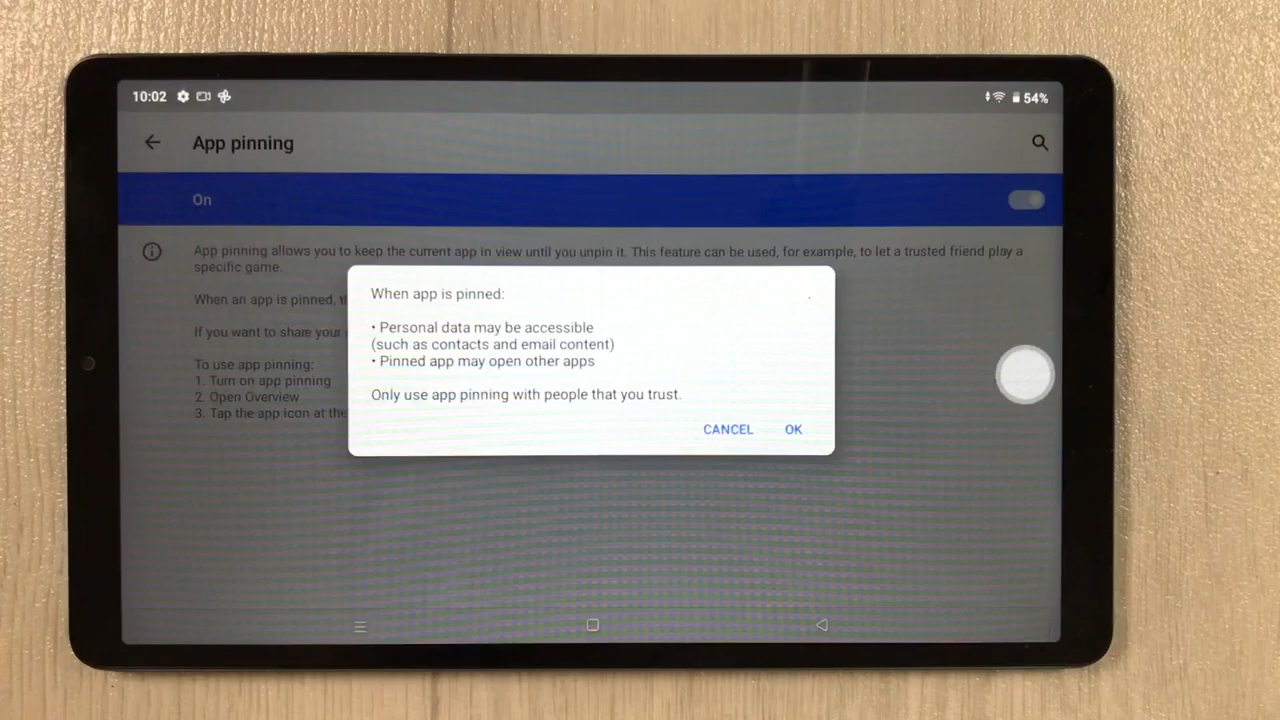 10:02
54%
App pinning
On
App pinning allows you to keep the current app in view until you unpin it. This feature can be used, for example, to let a trusted friend play a
specific game.
When an app is pinned,
If you want to share your
To use app pinning:
1. Turn on app pinning
2. Open Overview
3. Tap the app icon at the
When app is pinned:
• Personal data may be accessible
(such as contacts and email content)
• Pinned app may open other apps
Only use app pinning with people that you trust.
CANCEL OK